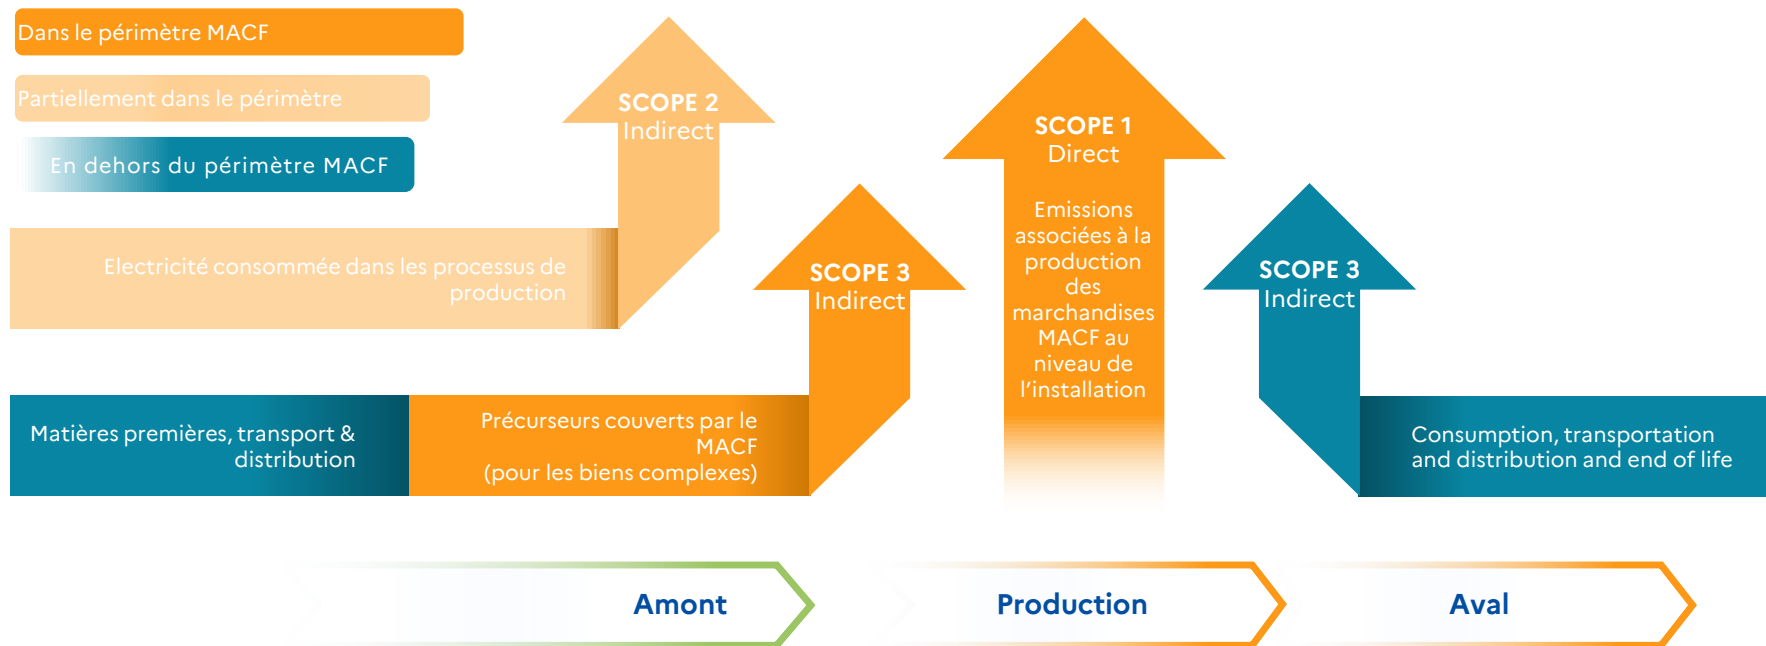 Dans le périmètre MACF
Partiellement dans le périmètre
En dehors du périmètre MACF
SCOPE 2
Indirect
Electricité consommée dans les processus de
production
SCOPE 3
Indirect
Matières premières, transport &
distribution
Précurseurs couverts par le
MACF
(pour les biens complexes)
SCOPE 1
Direct
Emissions
associées à la
production
des
marchandises
MACF au
niveau de
l’installation
SCOPE 3
Indirect
Consumption, transportation
and distribution and end of life
Amont
Production
Aval